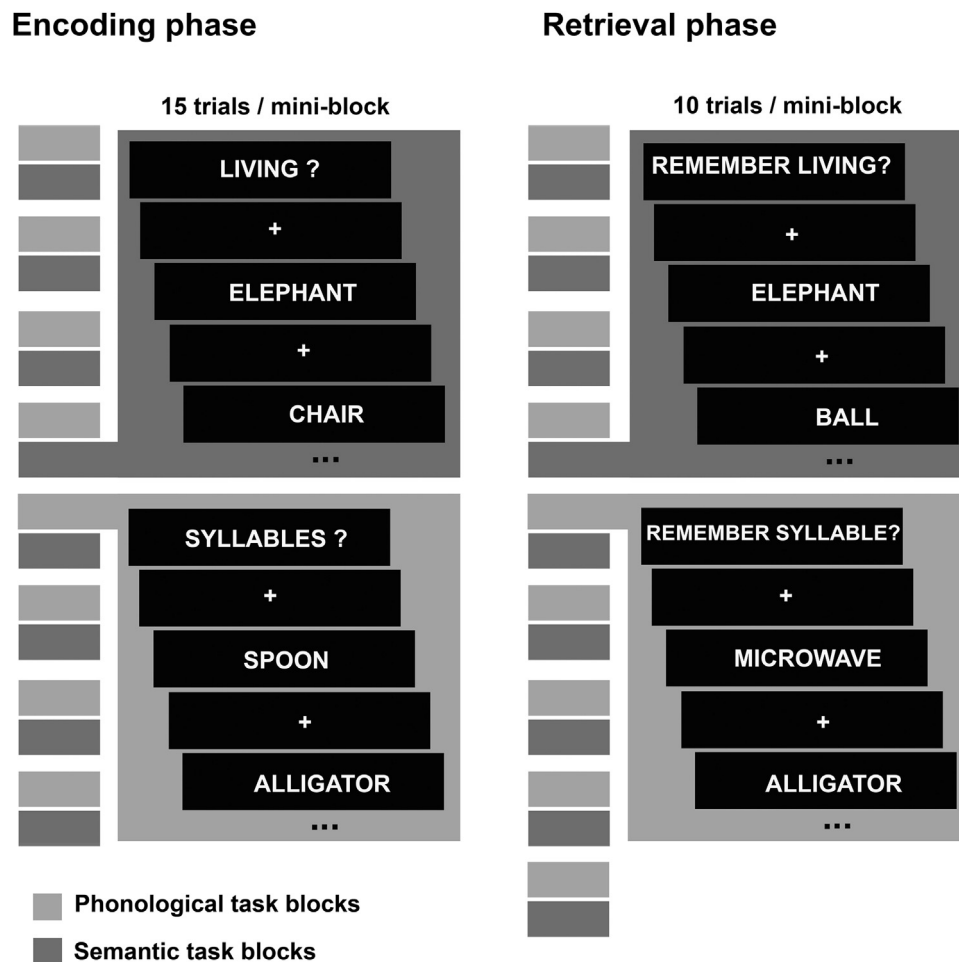 Encoding phase
Retrieval phase
15 trials / mini-block
10 trials / mini-block
LIVING ?
+
ELEPHANT
+
CHAIR
...
REMEMBER LIVING?
+
ELEPHANT
+
BALL
...
SYLLABLES ?
+
SPOON
+
ALLIGATOR
...
REMEMBER SYLLABLE?
+
MICROWAVE
+
ALLIGATOR
...
Phonological task blocks
Semantic task blocks